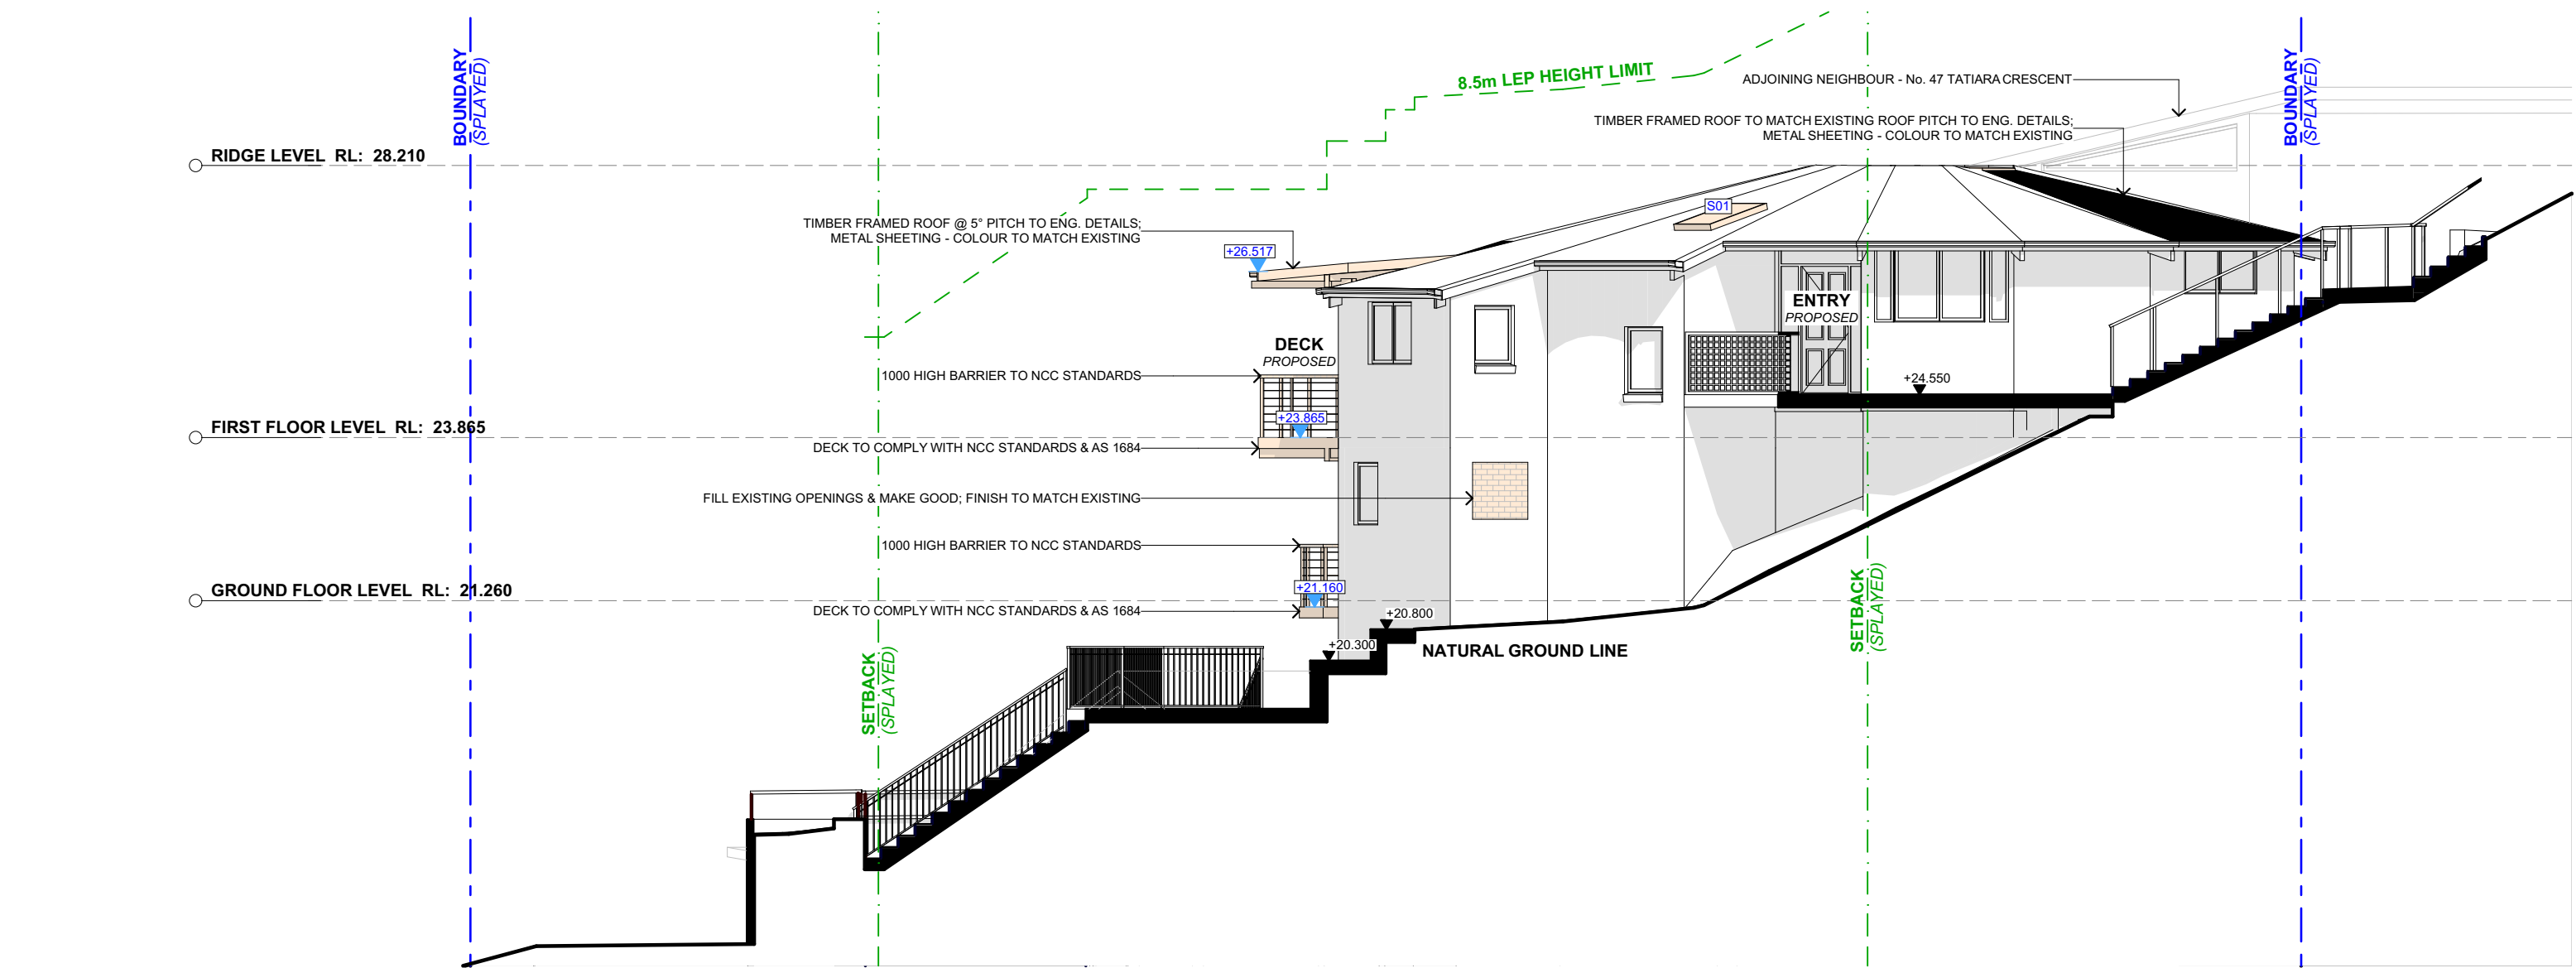 BOUNDARY
(SPLAYED)
8.5m LEP HEIGHT LIMIT
ADJOINING NEIGHBOUR - No. 47 TATIARA CRESCENT
BOUNDARY
(SPLAYED)
TIMBER FRAMED ROOF TO MATCH EXISTING ROOF PITCH TO ENG. DETAILS;
METAL SHEETING - COLOUR TO MATCH EXISTING
RIDGE LEVEL RL: 28.210
S01
TIMBER FRAMED ROOF @ 5° PITCH TO ENG. DETAILS;
METAL SHEETING - COLOUR TO MATCH EXISTING
+26.517
ENTRY
PROPOSED
DECK
PROPOSED
1000 HIGH BARRIER TO NCC STANDARDS
+24.550
+23.865
FIRST FLOOR LEVEL RL: 23.865
DECK TO COMPLY WITH NCC STANDARDS & AS 1684
FILL EXISTING OPENINGS & MAKE GOOD; FINISH TO MATCH EXISTING
1000 HIGH BARRIER TO NCC STANDARDS
+21.160
GROUND FLOOR LEVEL RL: 21.260
DECK TO COMPLY WITH NCC STANDARDS & AS 1684
+20.800
+20.300
NATURAL GROUND LINE
SETBACK
(SPLAYED)
SETBACK
(SPLAYED)